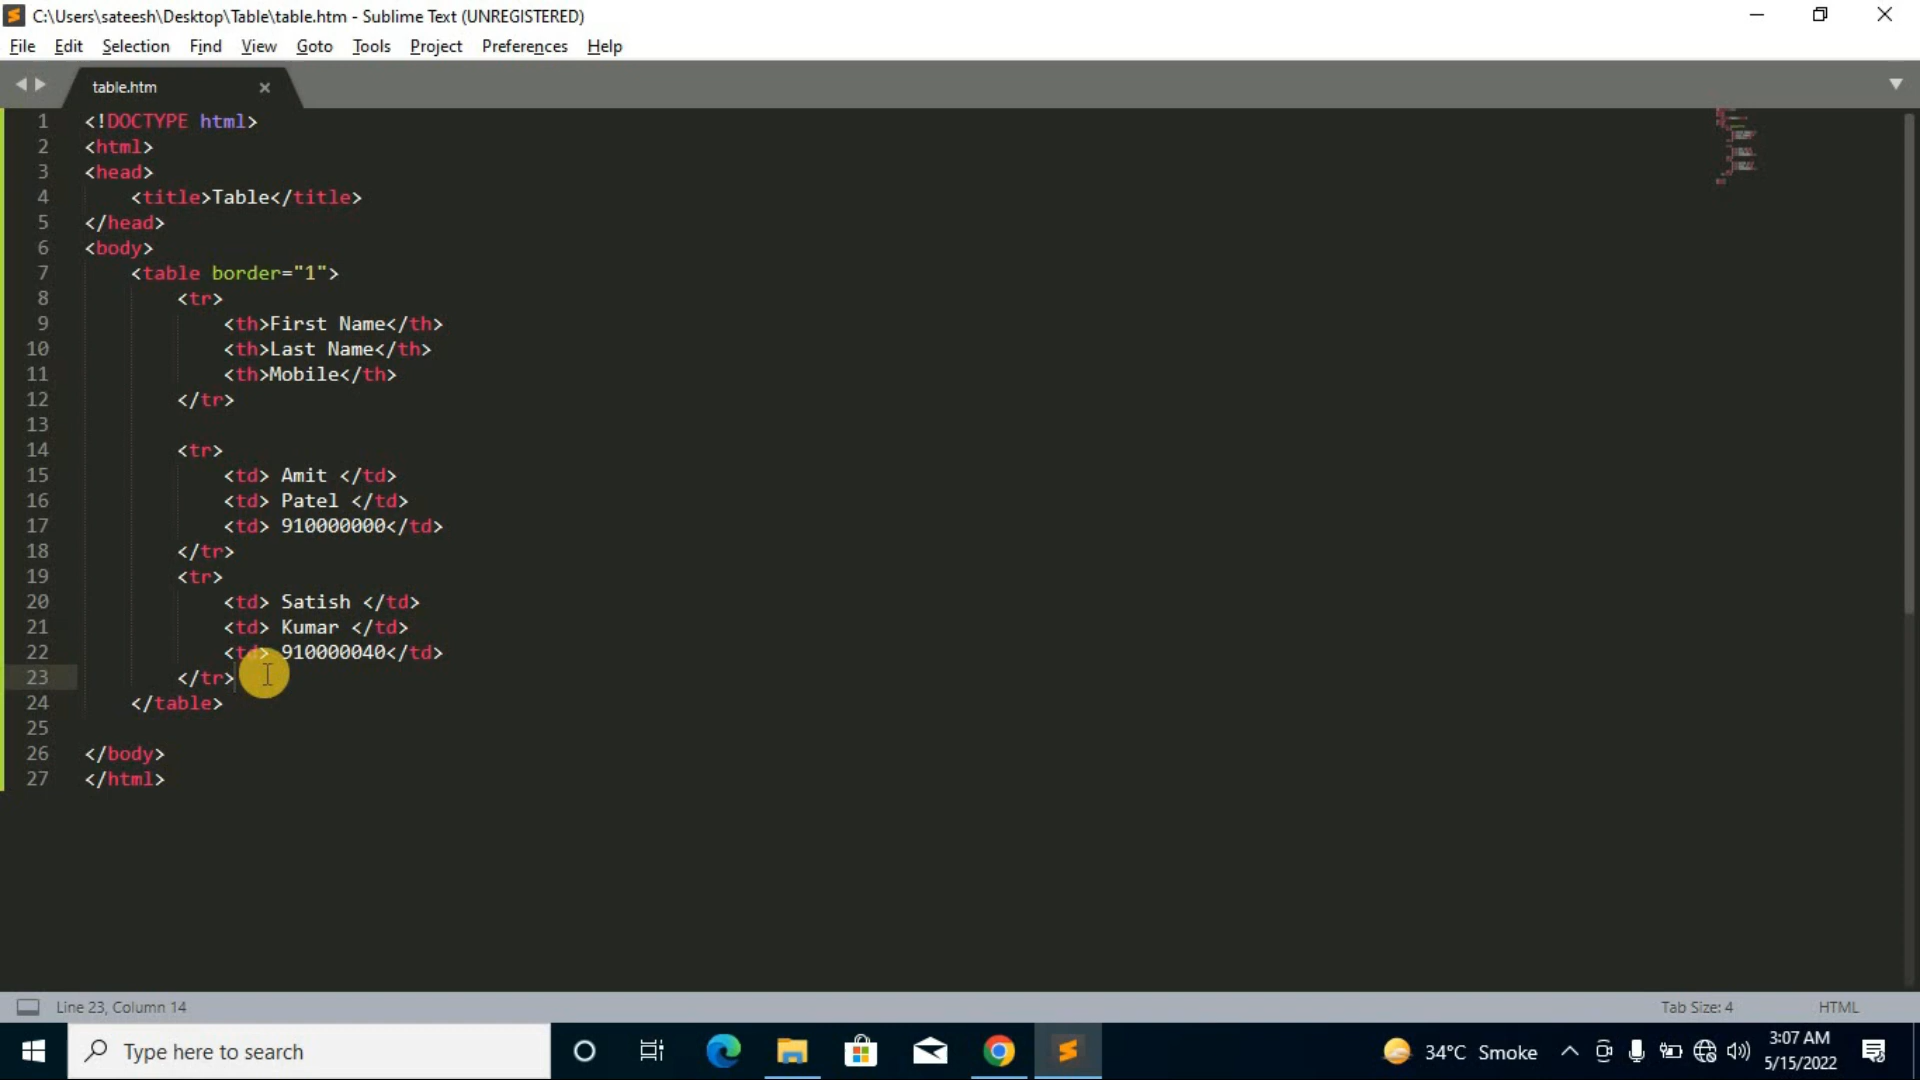 C:\Users\sateesh\Desktop\Table\table.htm - Sublime Text (UNREGISTERED)
File Edit Selection Find View Goto Tools Project Preferences Help
table.htm
1 <!DOCTYPE html>
2 <html>
3 <head>
4 <title>Table</title>
5 </head>
6 <body>
7 <table border="1">
8 <tr>
9 <th>First Name</th>
10 <th>Last Name</th>
11 <th>Mobile</th>
12 </tr>
13
14 <tr>
15 <td> Amit </td>
16 <td> Patel </td>
17 <td> 910000000</td>
18 </tr>
19 <tr>
20 <td> Satish </td>
21 <td> Kumar </td>
22 <td> 910000040</td>
23 </tr>
24 </table>
25
26 </body>
27 </html>
Line 23, Column 14 Tab Size: 4 HTML
Type here to search 34°C Smoke 3:07 AM
5/15/2022